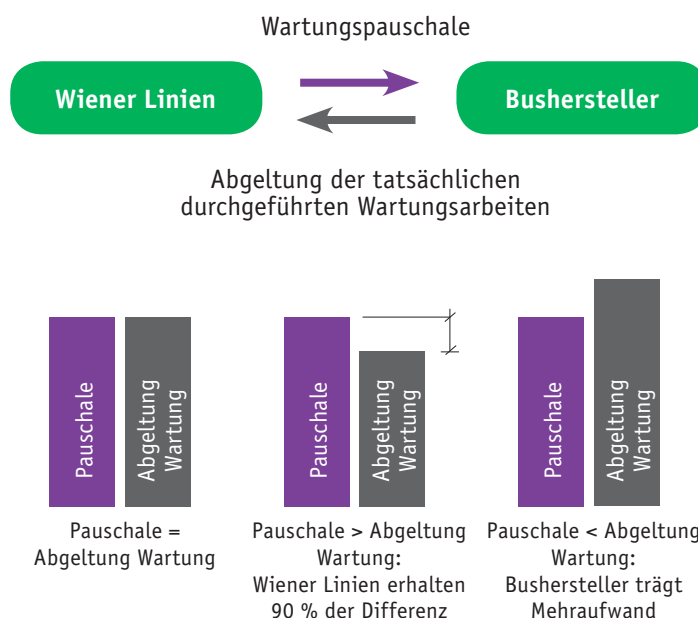 Wartungspauschale
Wiener Linien
Bushersteller
Abgeltung der tatsächlichen
durchgeführten Wartungsarbeiten
Pauschale
Abgeltung
Wartung
Pauschale
Abgeltung
Wartung
Pauschale
Abgeltung
Wartung
Pauschale =
Abgeltung Wartung
Pauschale > Abgeltung
Wartung:
Wiener Linien erhalten
90 % der Differenz
Pauschale < Abgeltung
Wartung:
Bushersteller trägt
Mehraufwand